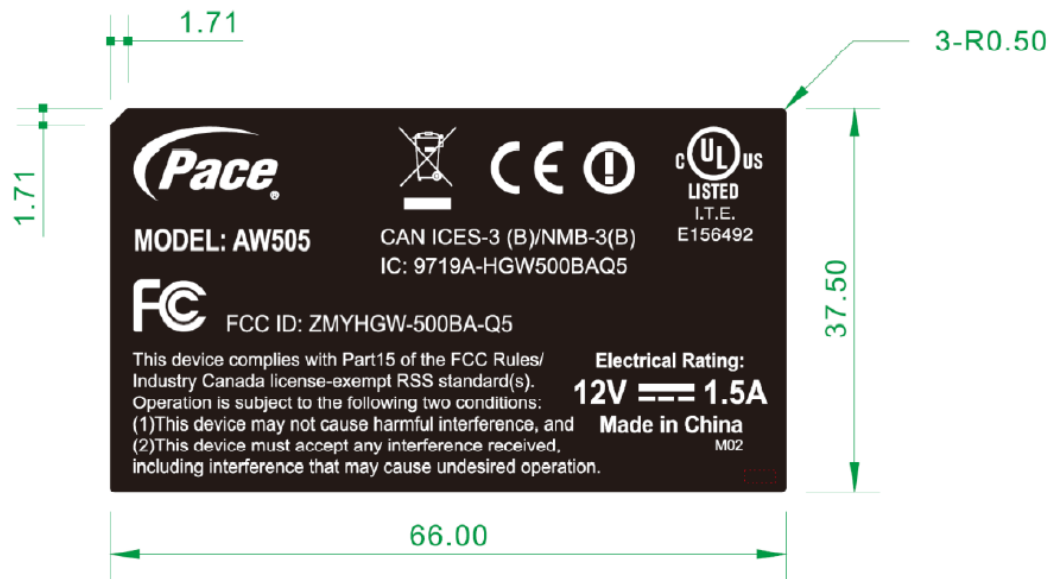 1.71
3-R0.50
1.71
Pace®
CE
C UL US
LISTED
I.T.E.
E156492
MODEL: AW505
CAN ICES-3 (B)/NMB-3(B)
IC: 9719A-HGW500BAQ5
FC
FCC ID: ZMYHGW-500BA-Q5
37.50
This device complies with Part15 of the FCC Rules/
Industry Canada license-exempt RSS standard(s).
Operation is subject to the following two conditions:
(1)This device may not cause harmful interference, and
(2)This device must accept any interference received,
including interference that may cause undesired operation.
Electrical Rating:
12V 1.5A
Made in China
M02
66.00